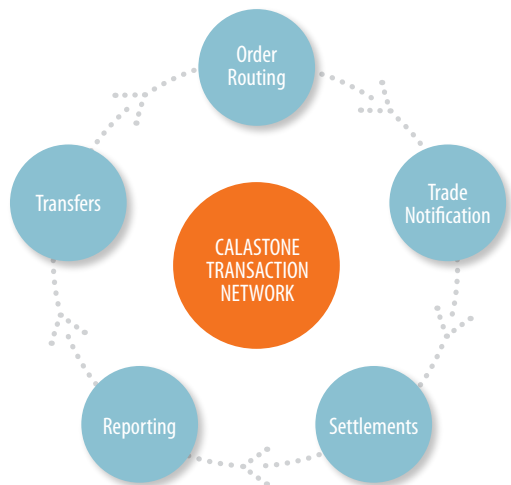 Order
Routing
Trade
Notification
Transfers
CALASTONE
TRANSACTION
NETWORK
Reporting
Settlements